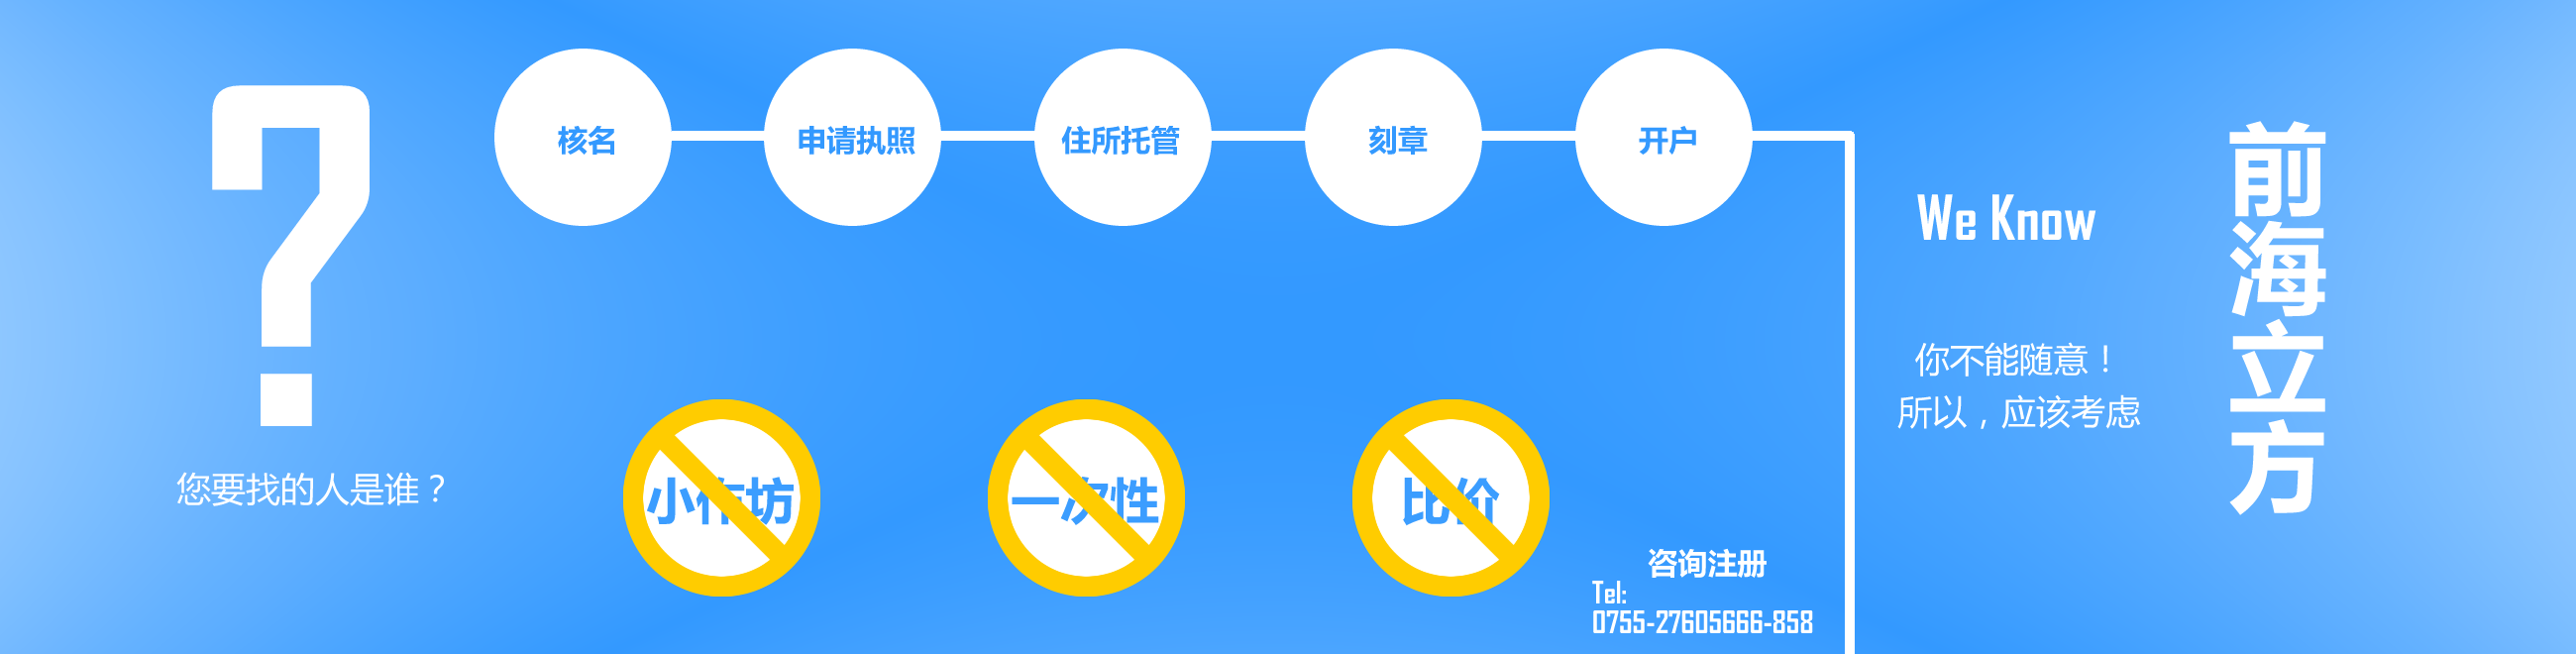 ?
您要找的人是谁？
核名
申请执照
住所托管
刻章
开户
小作坊
一次性
比价
咨询注册
Tel:
0755-27605666-858
We Know
你不能随意！
所以，应该考虑
前海立方